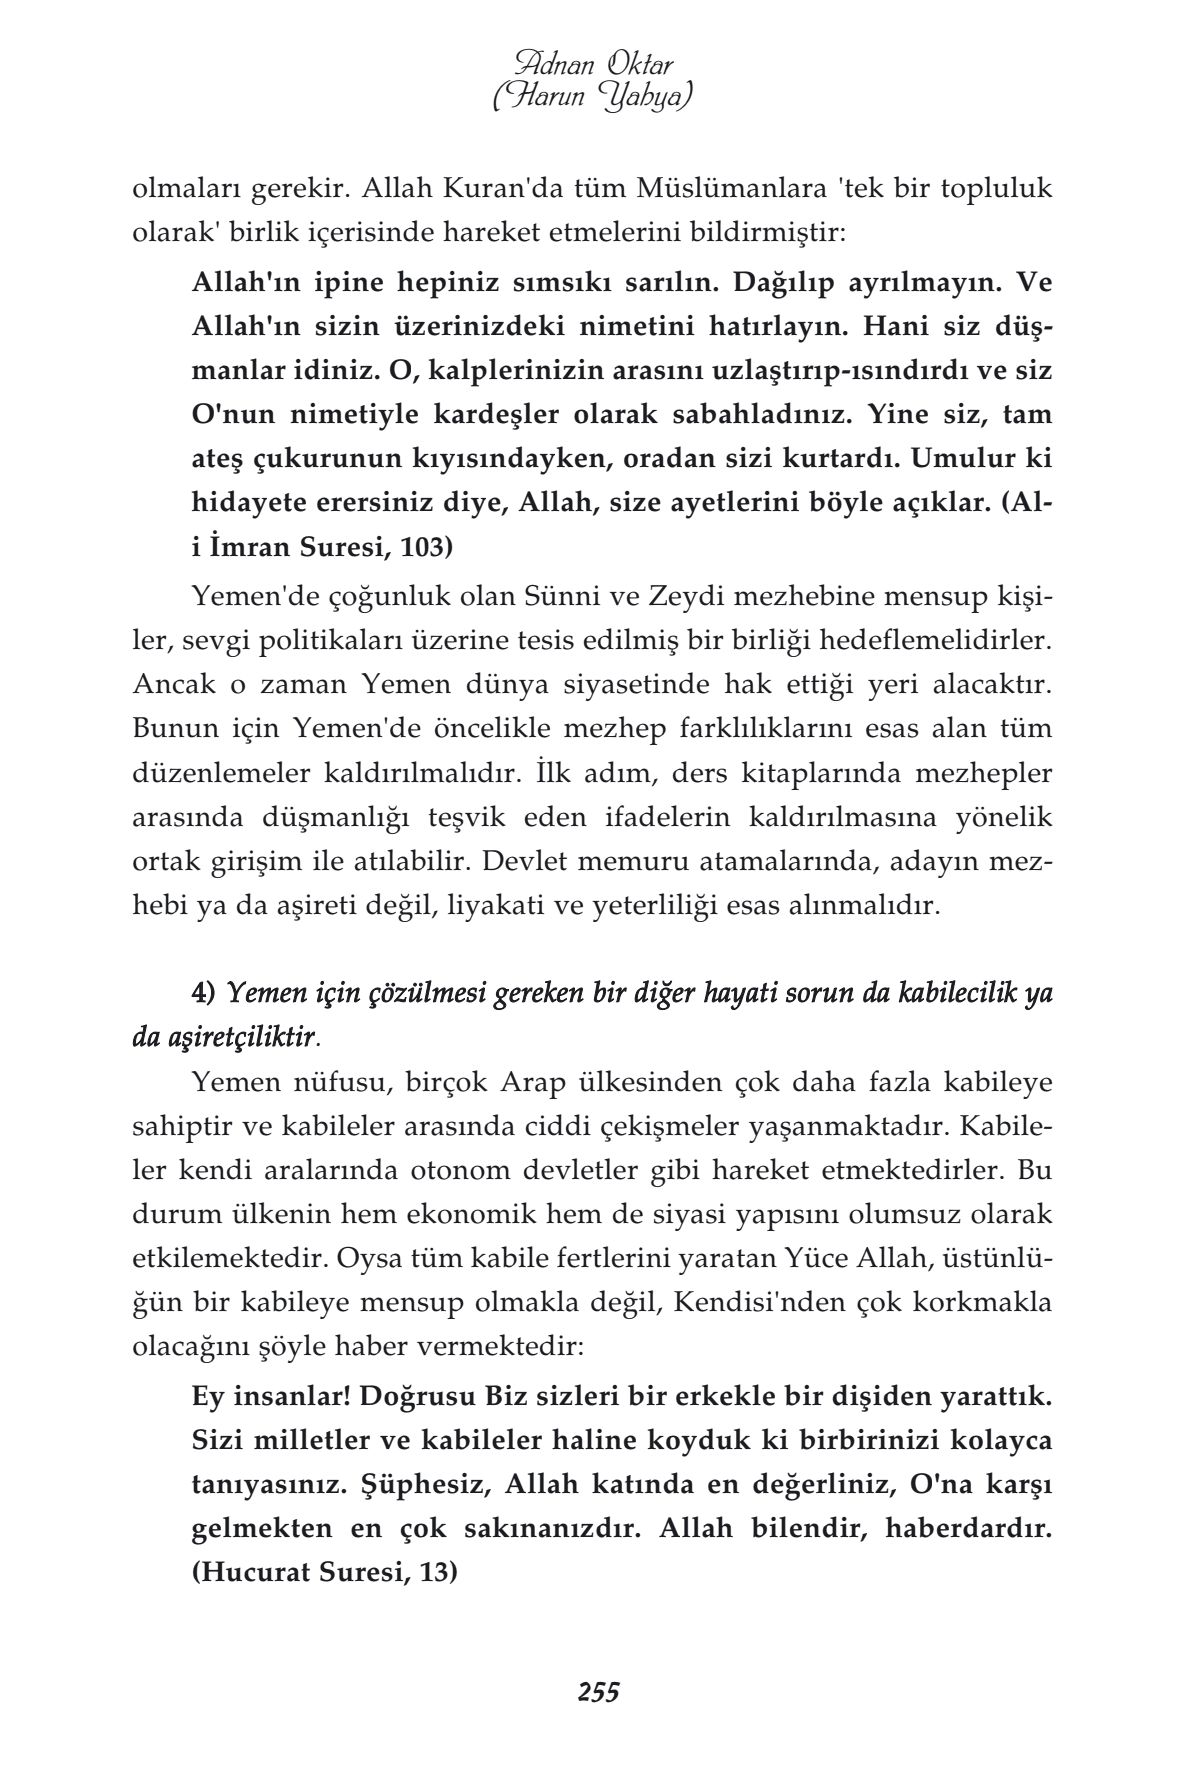 Adnan Oktar
(Harun Yahya)
olmaları gerekir. Allah Kuran'da tüm Müslümanlara 'tek bir topluluk
olarak' birlik içerisinde hareket etmelerini bildirmiştir:
Allah'ın ipine hepiniz sımsıkı sarılın. Dağılıp ayrılmayın. Ve
Allah'ın sizin üzerinizdeki nimetini hatırlayın. Hani siz düş-
manlar idiniz. O, kalplerinizin arasını uzlaştırıp-ısındırdı ve siz
O'nun nimetiyle kardeşler olarak sabahladınız. Yine siz, tam
ateş çukurunun kıyısındayken, oradan sizi kurtardı. Umulur ki
hidayete erersiniz diye, Allah, size ayetlerini böyle açıklar. (Al-
i İmran Suresi, 103)
Yemen'de çoğunluk olan Sünni ve Zeydi mezhebine mensup kişi-
ler, sevgi politikaları üzerine tesis edilmiş bir birliği hedeflemelidirler.
Ancak o zaman Yemen dünya siyasetinde hak ettiği yeri alacaktır.
Bunun için Yemen'de öncelikle mezhep farklılıklarını esas alan tüm
düzenlemeler kaldırılmalıdır. İlk adım, ders kitaplarında mezhepler
arasında düşmanlığı teşvik eden ifadelerin kaldırılmasına yönelik
ortak girişim ile atılabilir. Devlet memuru atamalarında, adayın mez-
hebi ya da aşireti değil, liyakati ve yeterliliği esas alınmalıdır.
4) Yemen için çözülmesi gereken bir diğer hayati sorun da kabilecilik ya
da aşiretçiliktir.
Yemen nüfusu, birçok Arap ülkesinden çok daha fazla kabileye
sahiptir ve kabileler arasında ciddi çekişmeler yaşanmaktadır. Kabile-
ler kendi aralarında otonom devletler gibi hareket etmektedirler. Bu
durum ülkenin hem ekonomik hem de siyasi yapısını olumsuz olarak
etkilemektedir. Oysa tüm kabile fertlerini yaratan Yüce Allah, üstünlü-
ğün bir kabileye mensup olmakla değil, Kendisi'nden çok korkmakla
olacağını şöyle haber vermektedir:
Ey insanlar! Doğrusu Biz sizleri bir erkekle bir dişiden yarattık.
Sizi milletler ve kabileler haline koyduk ki birbirinizi kolayca
tanıyasınız. Şüphesiz, Allah katında en değerliniz, O'na karşı
gelmekten en çok sakınanızdır. Allah bilendir, haberdardır.
(Hucurat Suresi, 13)
255